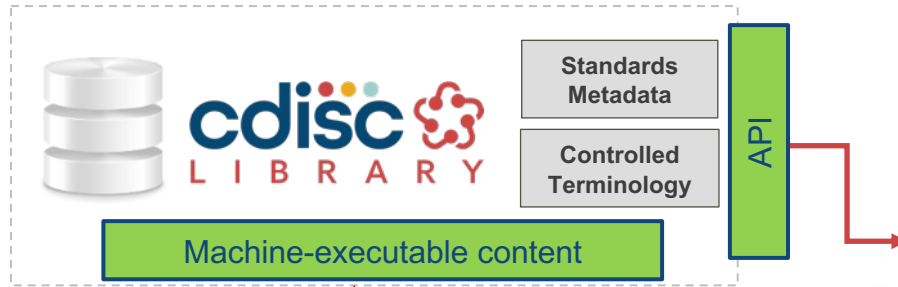 cdisc
LIBRARY
Standards
Metadata
Controlled
Terminology
API
Machine-executable content